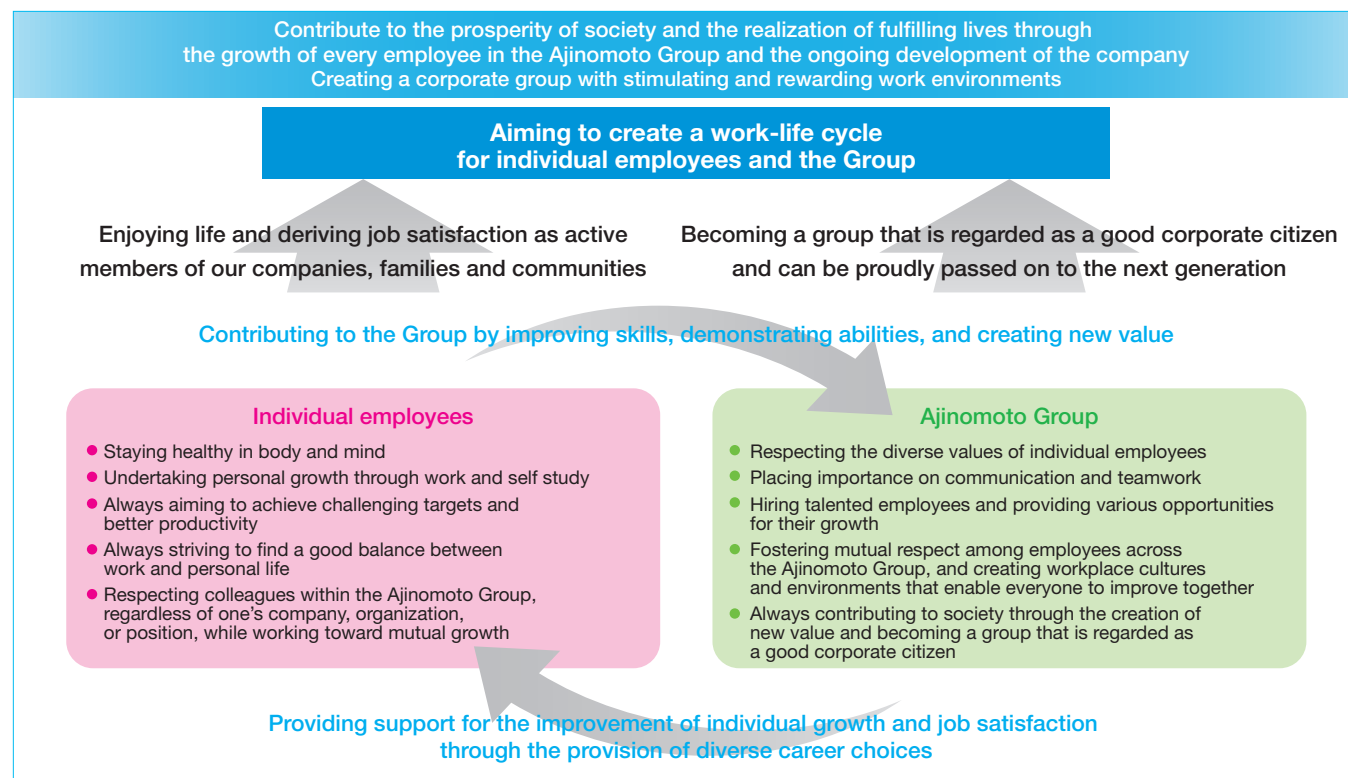 Contribute to the prosperity of society and the realization of fulfilling lives through
the growth of every employee in the Ajinomoto Group and the ongoing development of the company
Creating a corporate group with stimulating and rewarding work environments
Aiming to create a work-life cycle
for individual employees and the Group
Enjoying life and deriving job satisfaction as active
members of our companies, families and communities
Becoming a group that is regarded as a good corporate citizen
and can be proudly passed on to the next generation
Contributing to the Group by improving skills, demonstrating abilities, and creating new value
Individual employees
● Staying healthy in body and mind
● Undertaking personal growth through work and self study
● Always aiming to achieve challenging targets and
better productivity
● Always striving to find a good balance between
work and personal life
● Respecting colleagues within the Ajinomoto Group,
regardless of one's company, organization,
or position, while working toward mutual growth
Ajinomoto Group
● Respecting the diverse values of individual employees
● Placing importance on communication and teamwork
● Hiring talented employees and providing various opportunities
for their growth
● Fostering mutual respect among employees across
the Ajinomoto Group, and creating workplace cultures
and environments that enable everyone to improve together
● Always contributing to society through the creation of
new value and becoming a group that is regarded as
a good corporate citizen
Providing support for the improvement of individual growth and job satisfaction
through the provision of diverse career choices